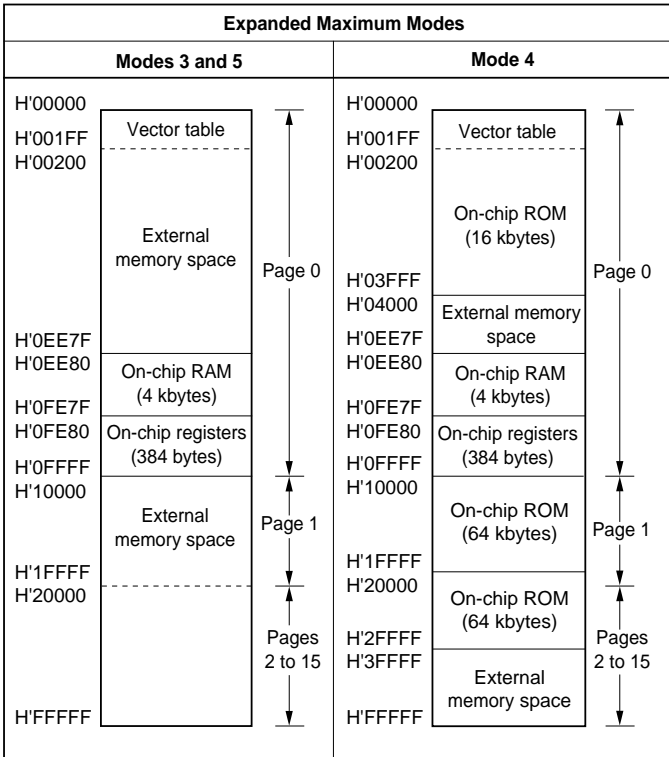 Expanded Maximum Modes
Modes 3 and 5
H'00000
Vector table
H'001FF
H'00200
External
memory space
Page 0
H'0EE7F
H'0EE80
On-chip RAM
(4 kbytes)
H'0FE7F
H'0FE80
On-chip registers
(384 bytes)
H'0FFFF
H'10000
External
memory space
Page 1
H'1FFFF
H'20000
Pages
2 to 15
H'FFFFF
Mode 4
H'00000
Vector table
H'001FF
H'00200
On-chip ROM
(16 kbytes)
Page 0
H'03FFF
H'04000
External memory
space
H'0EE7F
H'0EE80
On-chip RAM
(4 kbytes)
H'0FE7F
H'0FE80
On-chip registers
(384 bytes)
H'0FFFF
H'10000
On-chip ROM
(64 kbytes)
Page 1
H'1FFFF
H'20000
On-chip ROM
(64 kbytes)
Pages
2 to 15
H'2FFFF
H'3FFFF
External
memory space
H'FFFFF